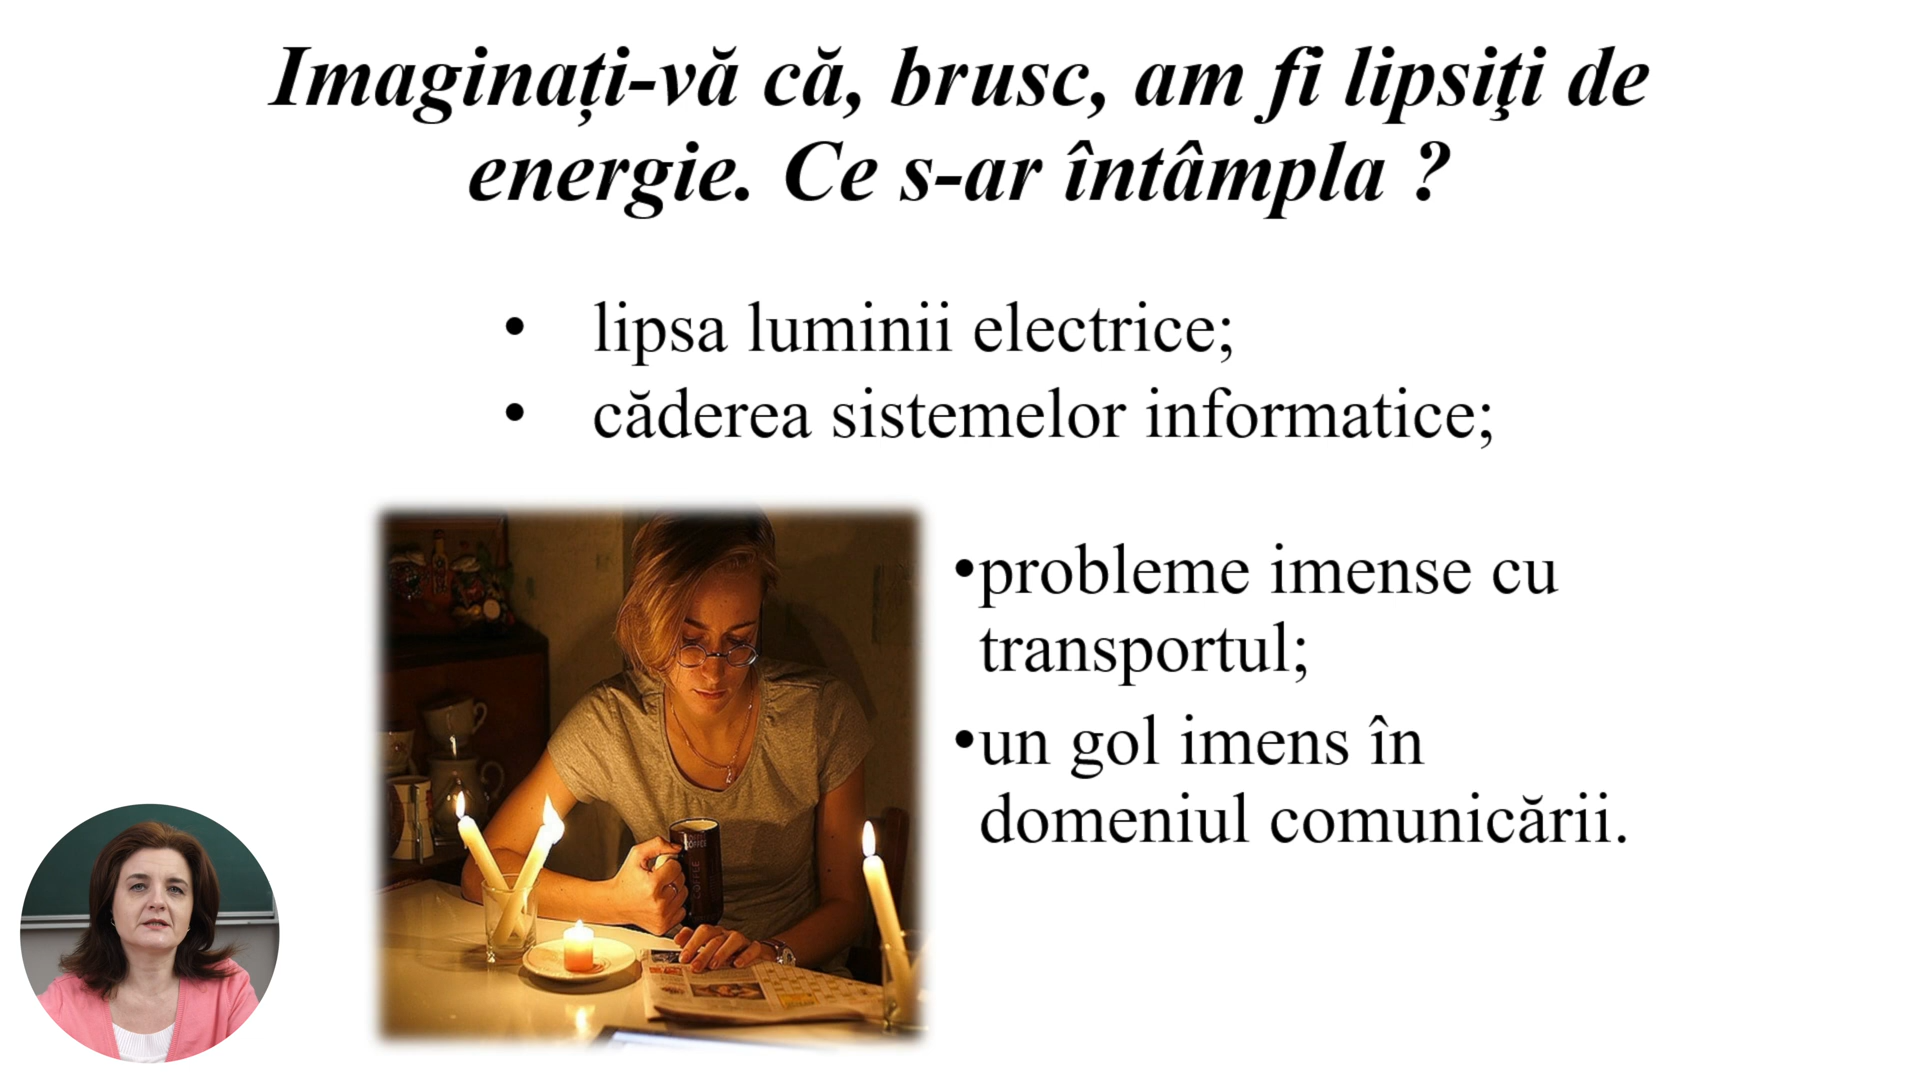 Imaginați-vă că, brusc, am fi lipsiţi de
energie. Ce s-ar întâmpla ?
• lipsa luminii electrice;
• căderea sistemelor informatice;
•probleme imense cu
transportul;
•un gol imens în
domeniul comunicării.
COFFEE